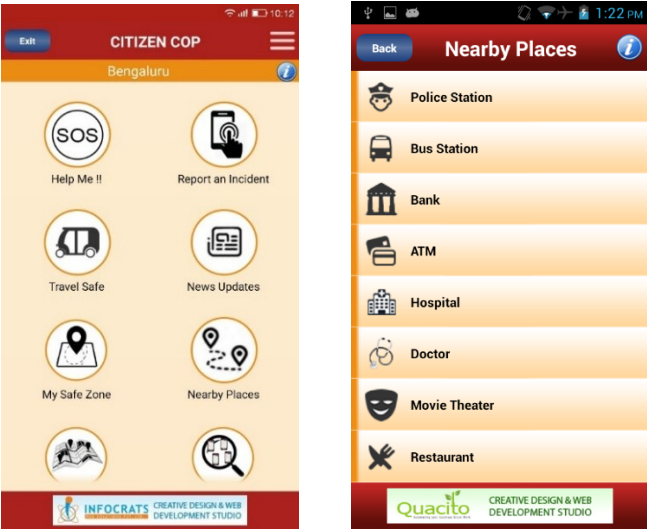 10:12
Exit CITIZEN COP
Bengaluru
SOS
Help Me !! Report an Incident
Travel Safe News Updates
My Safe Zone Nearby Places
INFOCRATS CREATIVE DESIGN & WEB
DEVELOPMENT STUDIO
1:22 PM
Back Nearby Places
Police Station
Bus Station
Bank
ATM
Hospital
Doctor
Movie Theater
Restaurant
Quacito CREATIVE DESIGN & WEB
DEVELOPMENT STUDIO